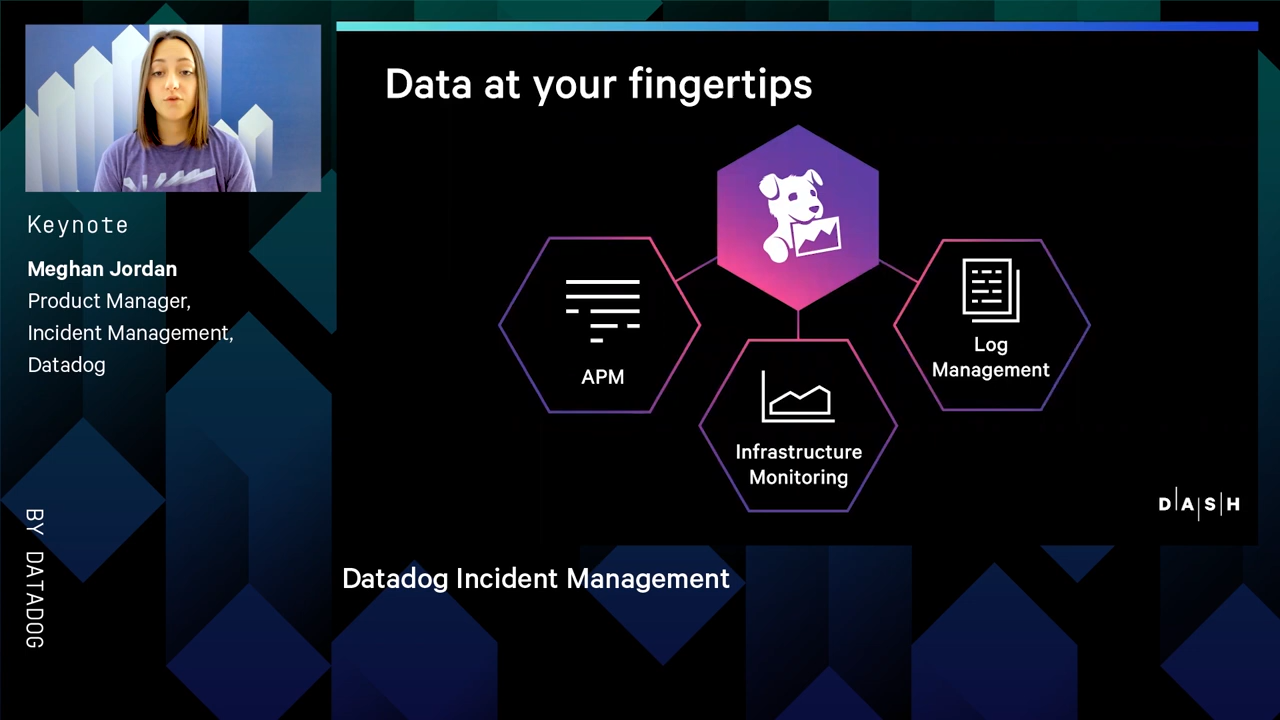 Data at your fingertips
Keynote
Meghan Jordan
Product Manager,
Incident Management,
Datadog
APM
Infrastructure
Monitoring
Log
Management
D|A|S|H
BY DATADOG
Datadog Incident Management